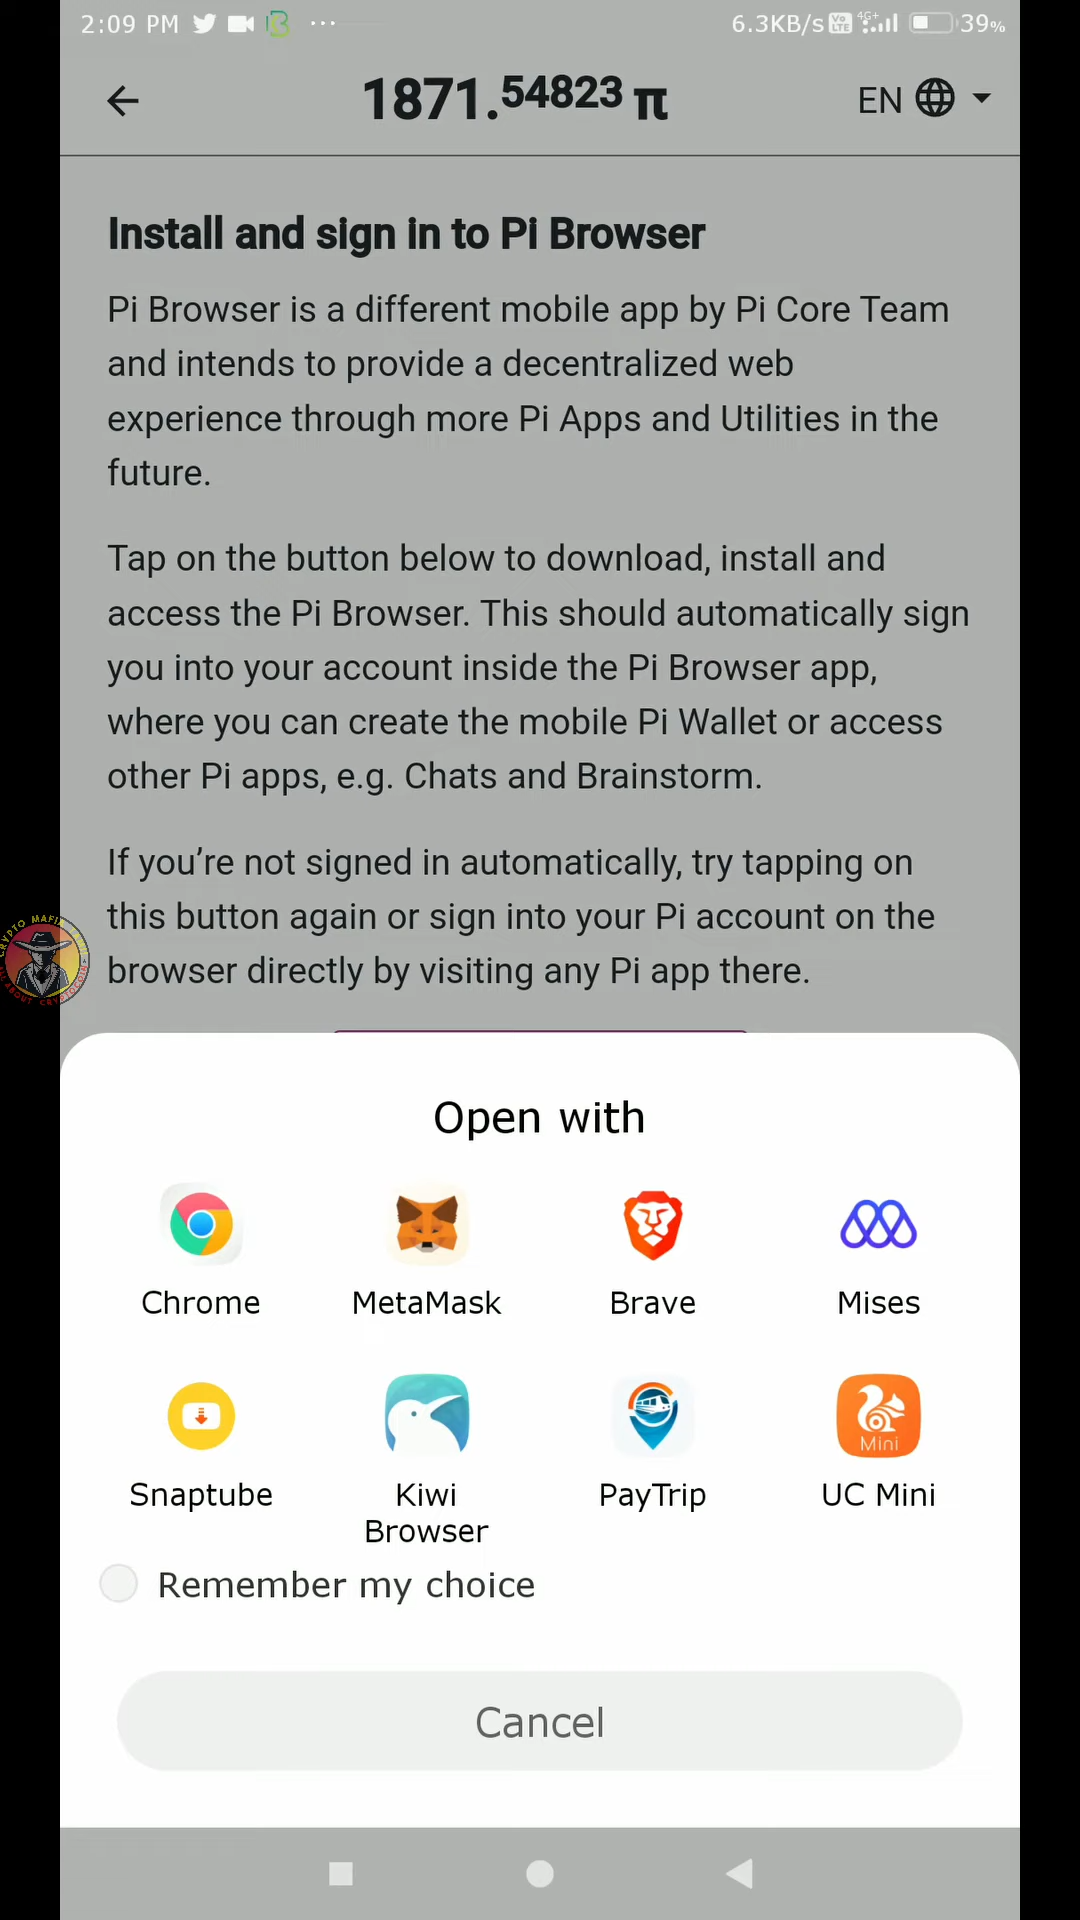 2:09 PM ... 6.3KB/s Vo LTE 4G+ 39%
1871.54823 π EN
Install and sign in to Pi Browser
Pi Browser is a different mobile app by Pi Core Team
and intends to provide a decentralized web
experience through more Pi Apps and Utilities in the
future.
Tap on the button below to download, install and
access the Pi Browser. This should automatically sign
you into your account inside the Pi Browser app,
where you can create the mobile Pi Wallet or access
other Pi apps, e.g. Chats and Brainstorm.
If you’re not signed in automatically, try tapping on
this button again or sign into your Pi account on the
browser directly by visiting any Pi app there.
Open with
Chrome MetaMask Brave Mises
Mini
Snaptube Kiwi PayTrip UC Mini
Browser
Remember my choice
Cancel